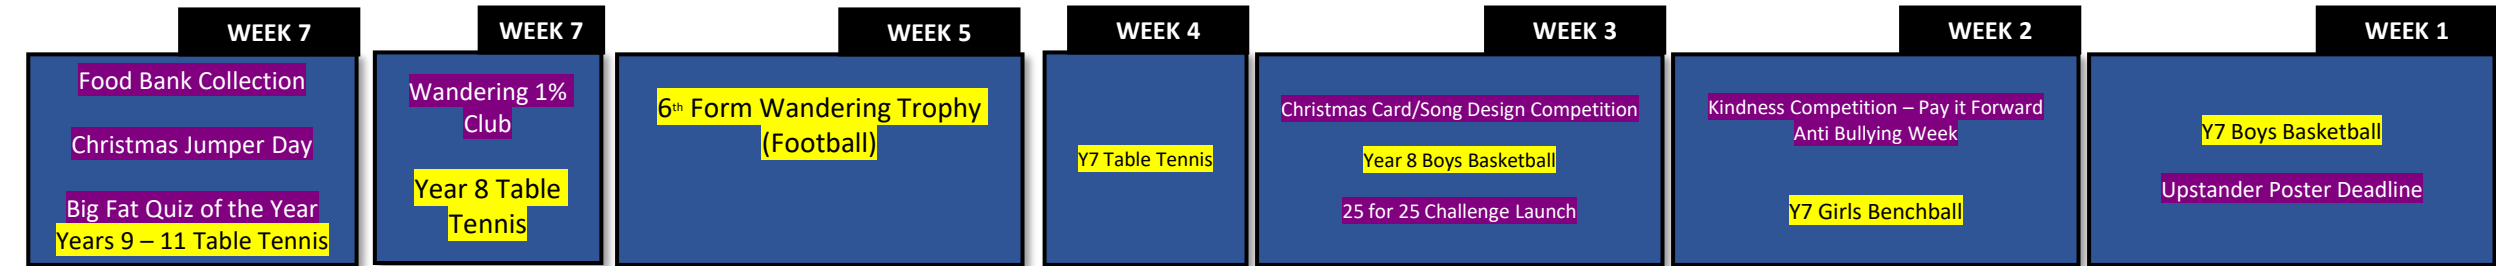 WEEK 7
Food Bank Collection
Christmas Jumper Day
Big Fat Quiz of the Year
Years 9 – 11 Table Tennis
WEEK 7
Wandering 1%
Club
Year 8 Table
Tennis
WEEK 5
6th Form Wandering Trophy
(Football)
WEEK 4
Y7 Table Tennis
WEEK 3
Christmas Card/Song Design Competition
Year 8 Boys Basketball
25 for 25 Challenge Launch
WEEK 2
Kindness Competition – Pay it Forward
Anti Bullying Week
Y7 Girls Benchball
WEEK 1
Y7 Boys Basketball
Upstander Poster Deadline